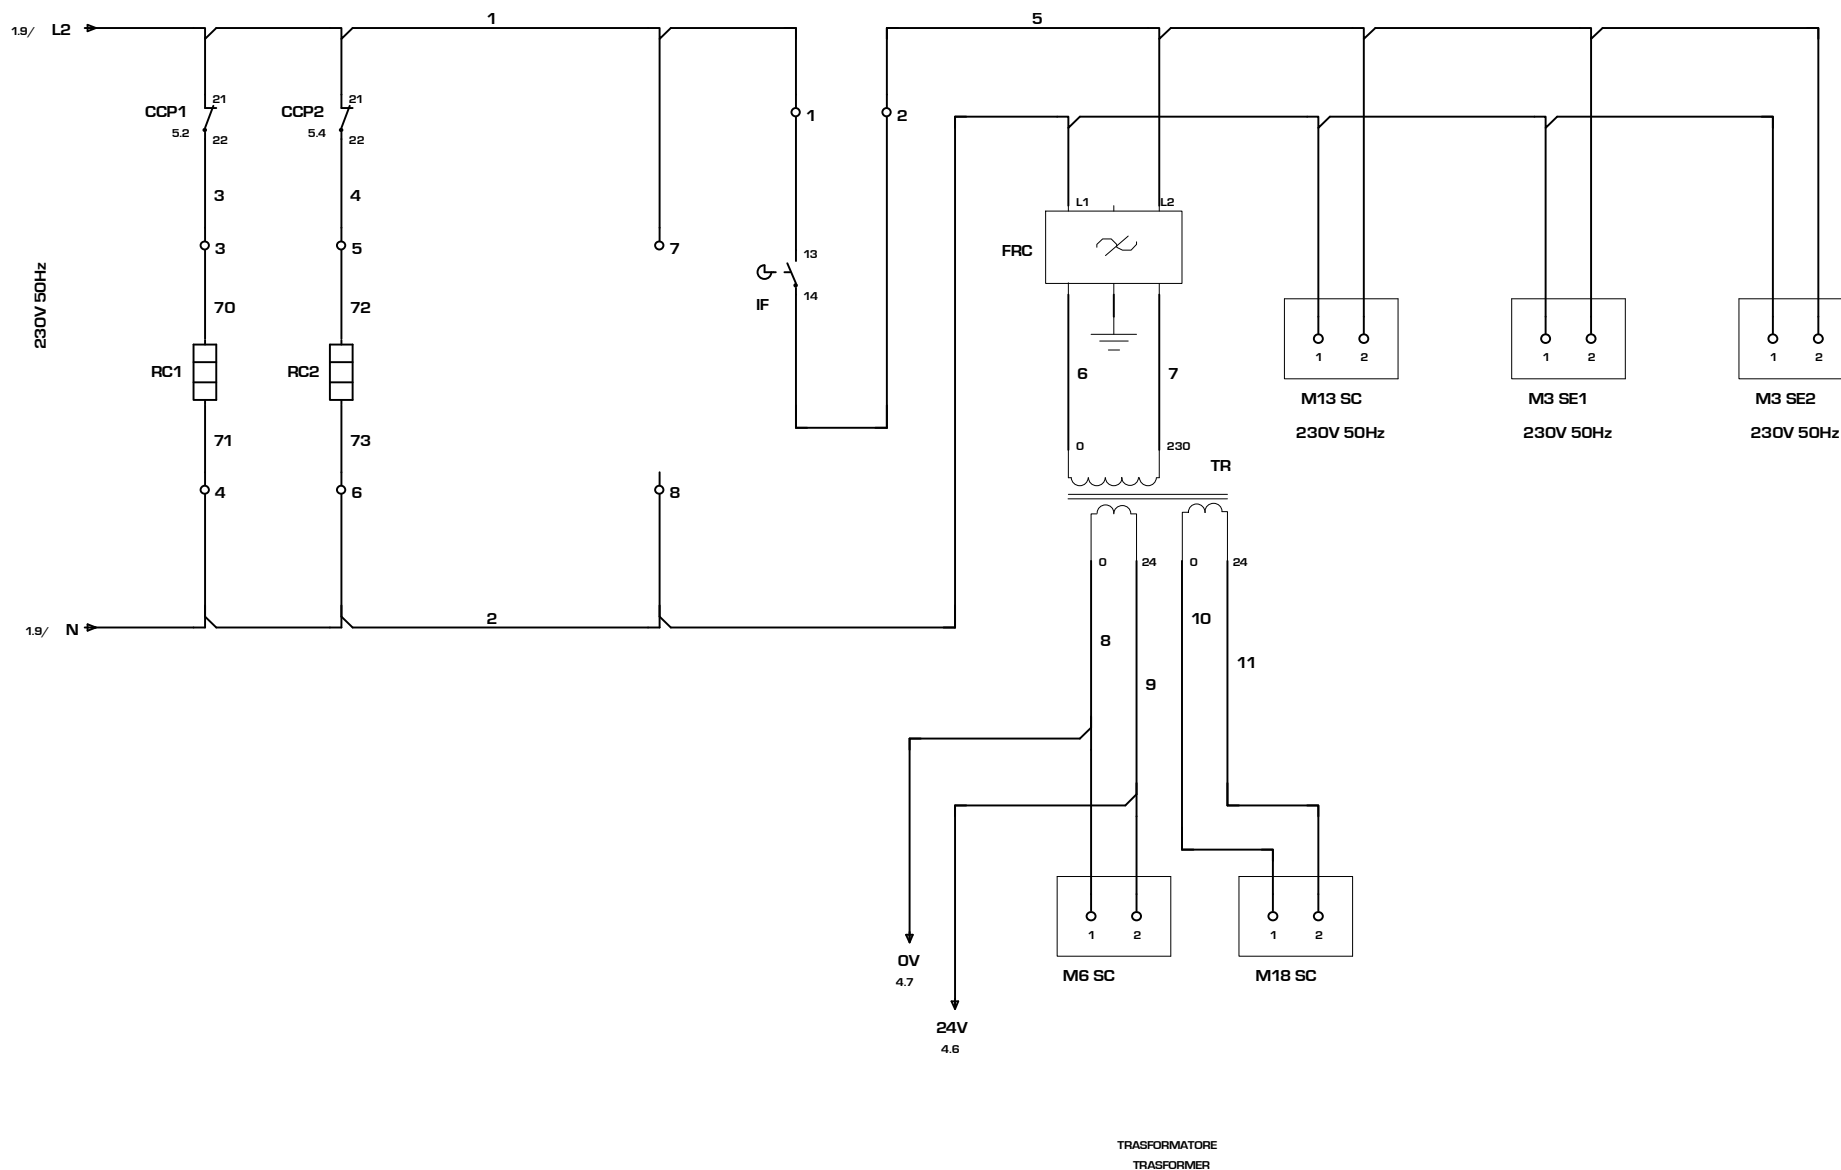 1 5
1.9/ L2
21 21
CCP1 CCP2
5.2 5.4
22 22
1 2
3 4
L1 L2
3 5 7
FRC
13
14
IF
230V 50Hz
70 72
RC1 RC2
1 2 1 2 1 2
6 7
M13 SC M3 SE1 M3 SE2
230V 50Hz 230V 50Hz 230V 50Hz
71 73
0 230
TR
4 6 8
0 24 0 24
2
1.9/ N
10
8
11
9
1 2 1 2
0V
4.7
M6 SC M18 SC
24V
4.6
TRASFORMATORE
TRASFORMER